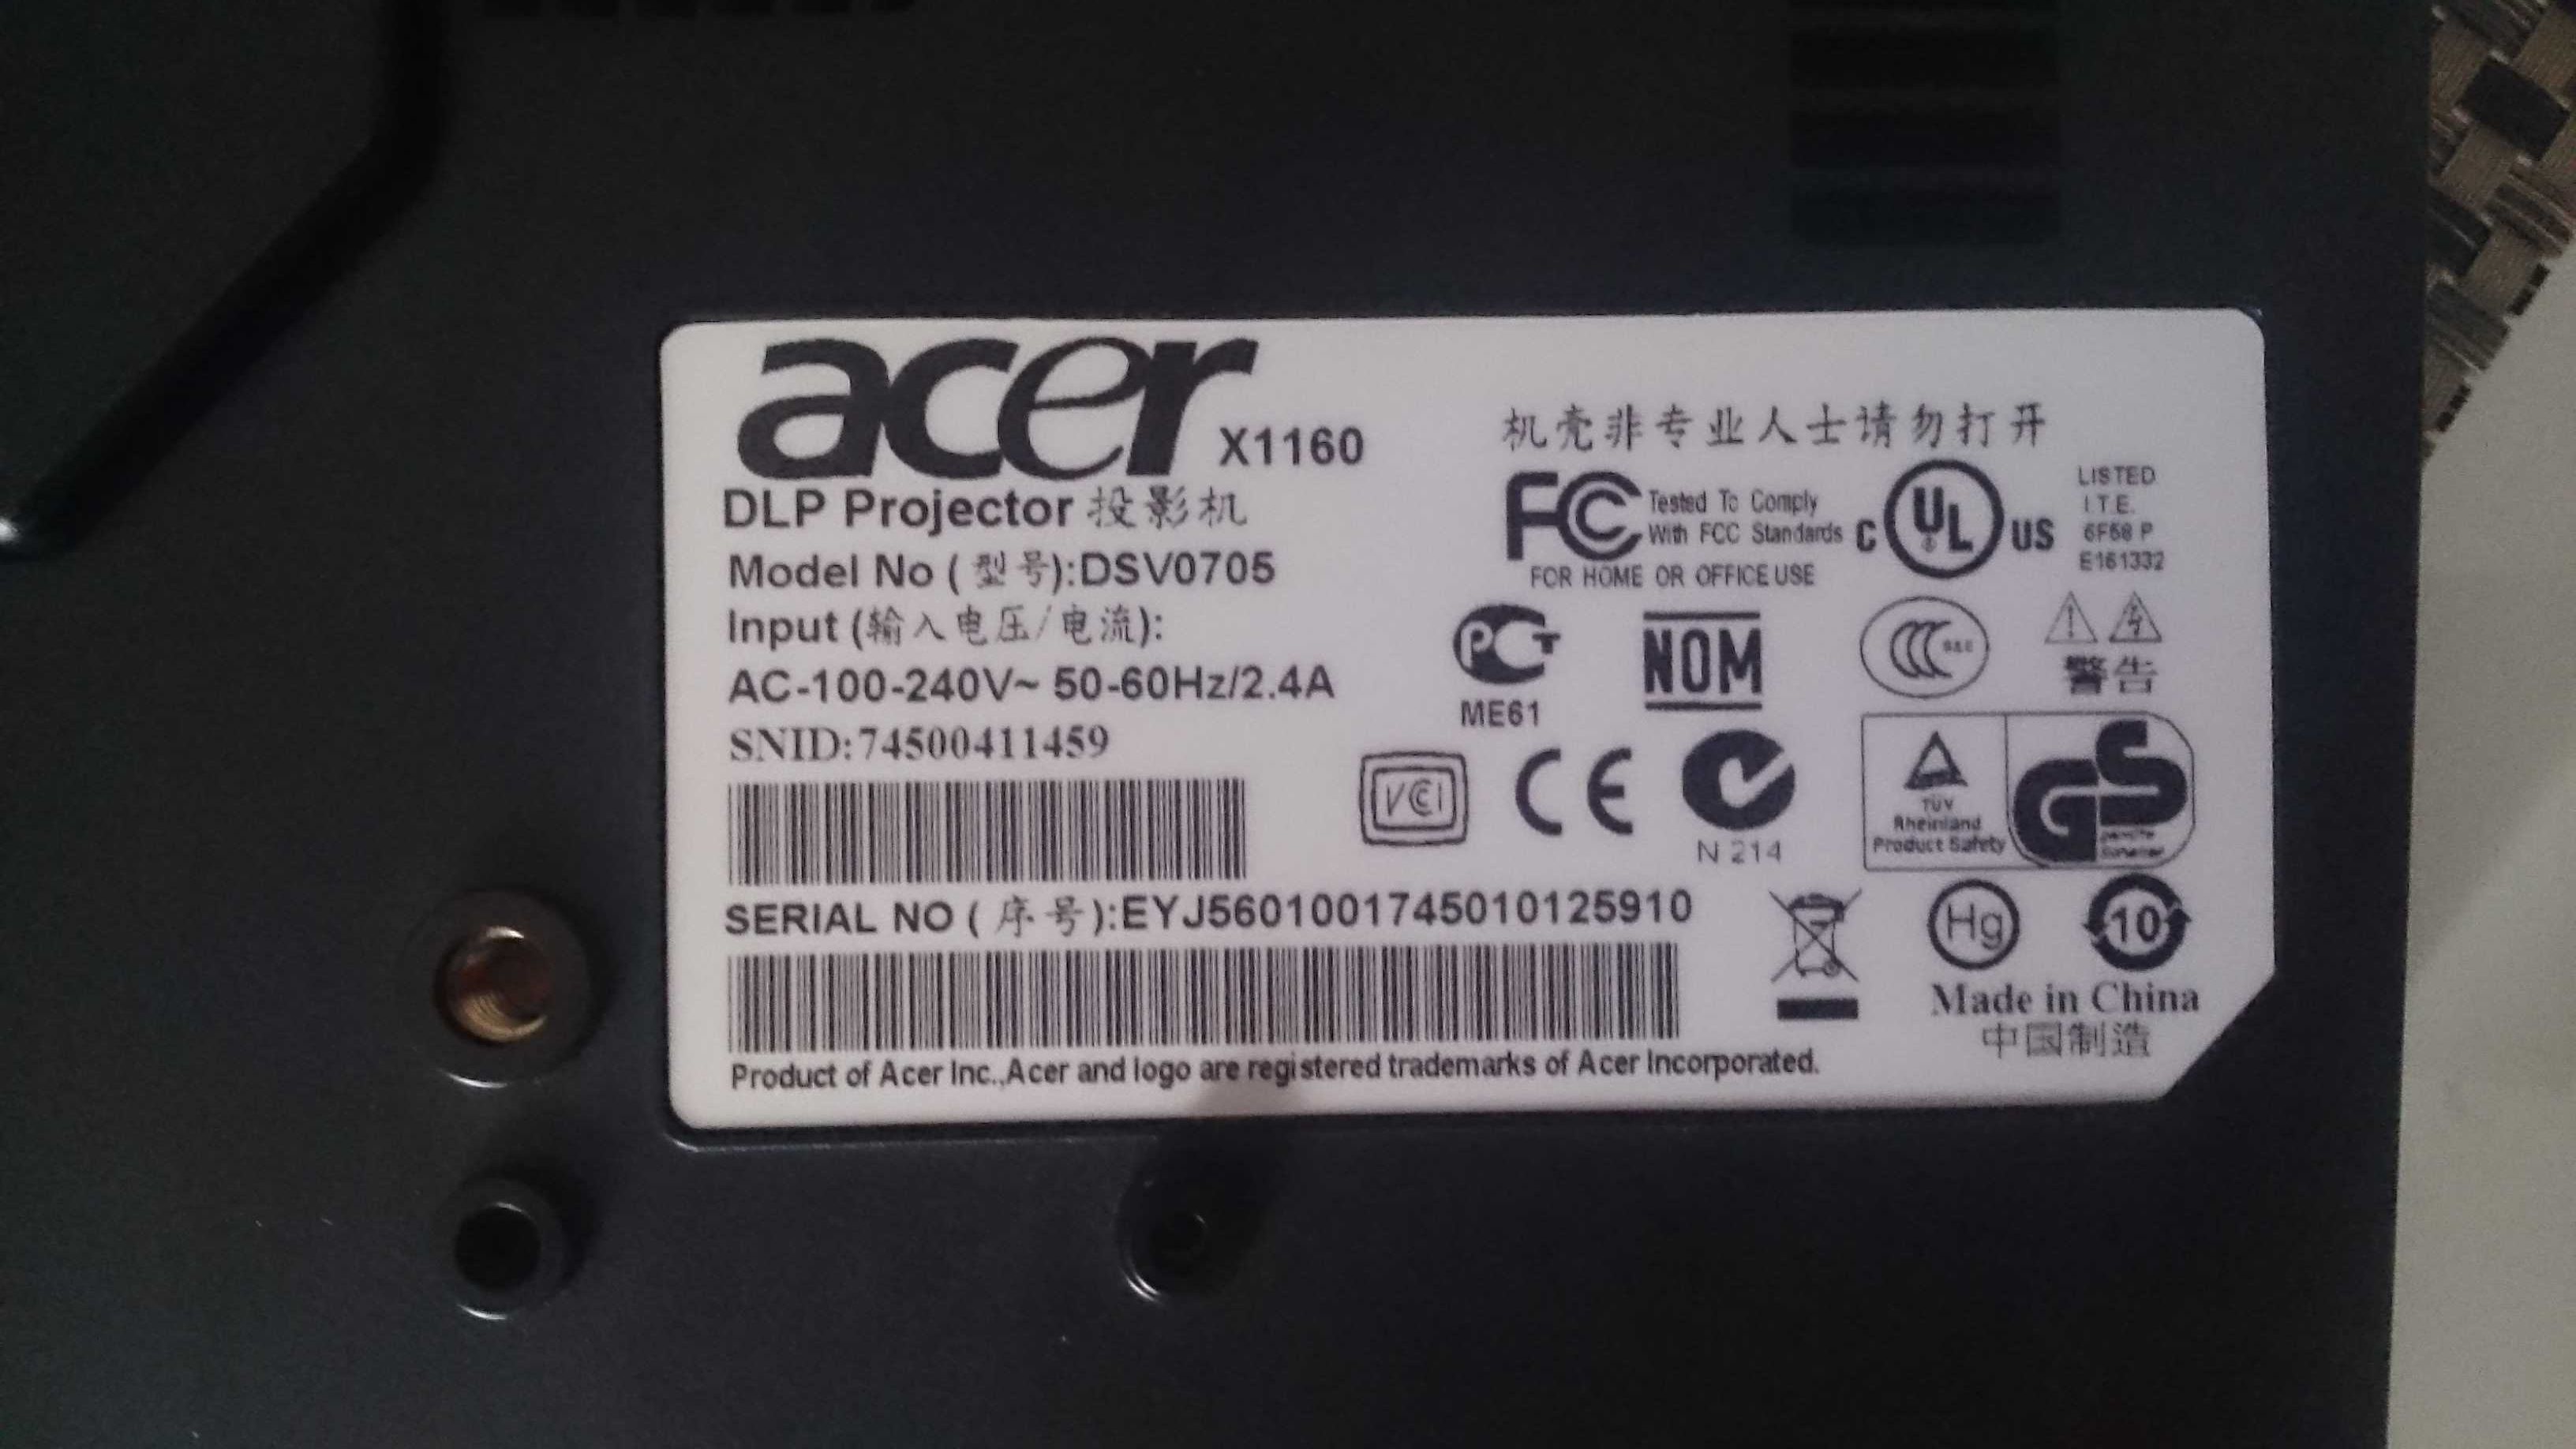 acer X1160
DLP Projector 投影机
Model No ( 型号):DSV0705
Input (输入电压/电流):
AC-100-240V~ 50-60Hz/2.4A
SNID:74500411459
SERIAL NO ( 序号):EYJ5601001745010125910
Product of Acer Inc.,Acer and logo are registered trademarks of Acer Incorporated.
机壳非专业人士请勿打开
FC Tested To Comply
With FCC Standards
FOR HOME OR OFFICE USE
C UL US
LISTED
I.T.E.
6F58 P
E161332
PCT
ME61
NOM
CCC S&E
警告
VCI
CE
N 214
TÜV
Rheinland
Product Safety
GS
Hg
10
Made in China
中国制造